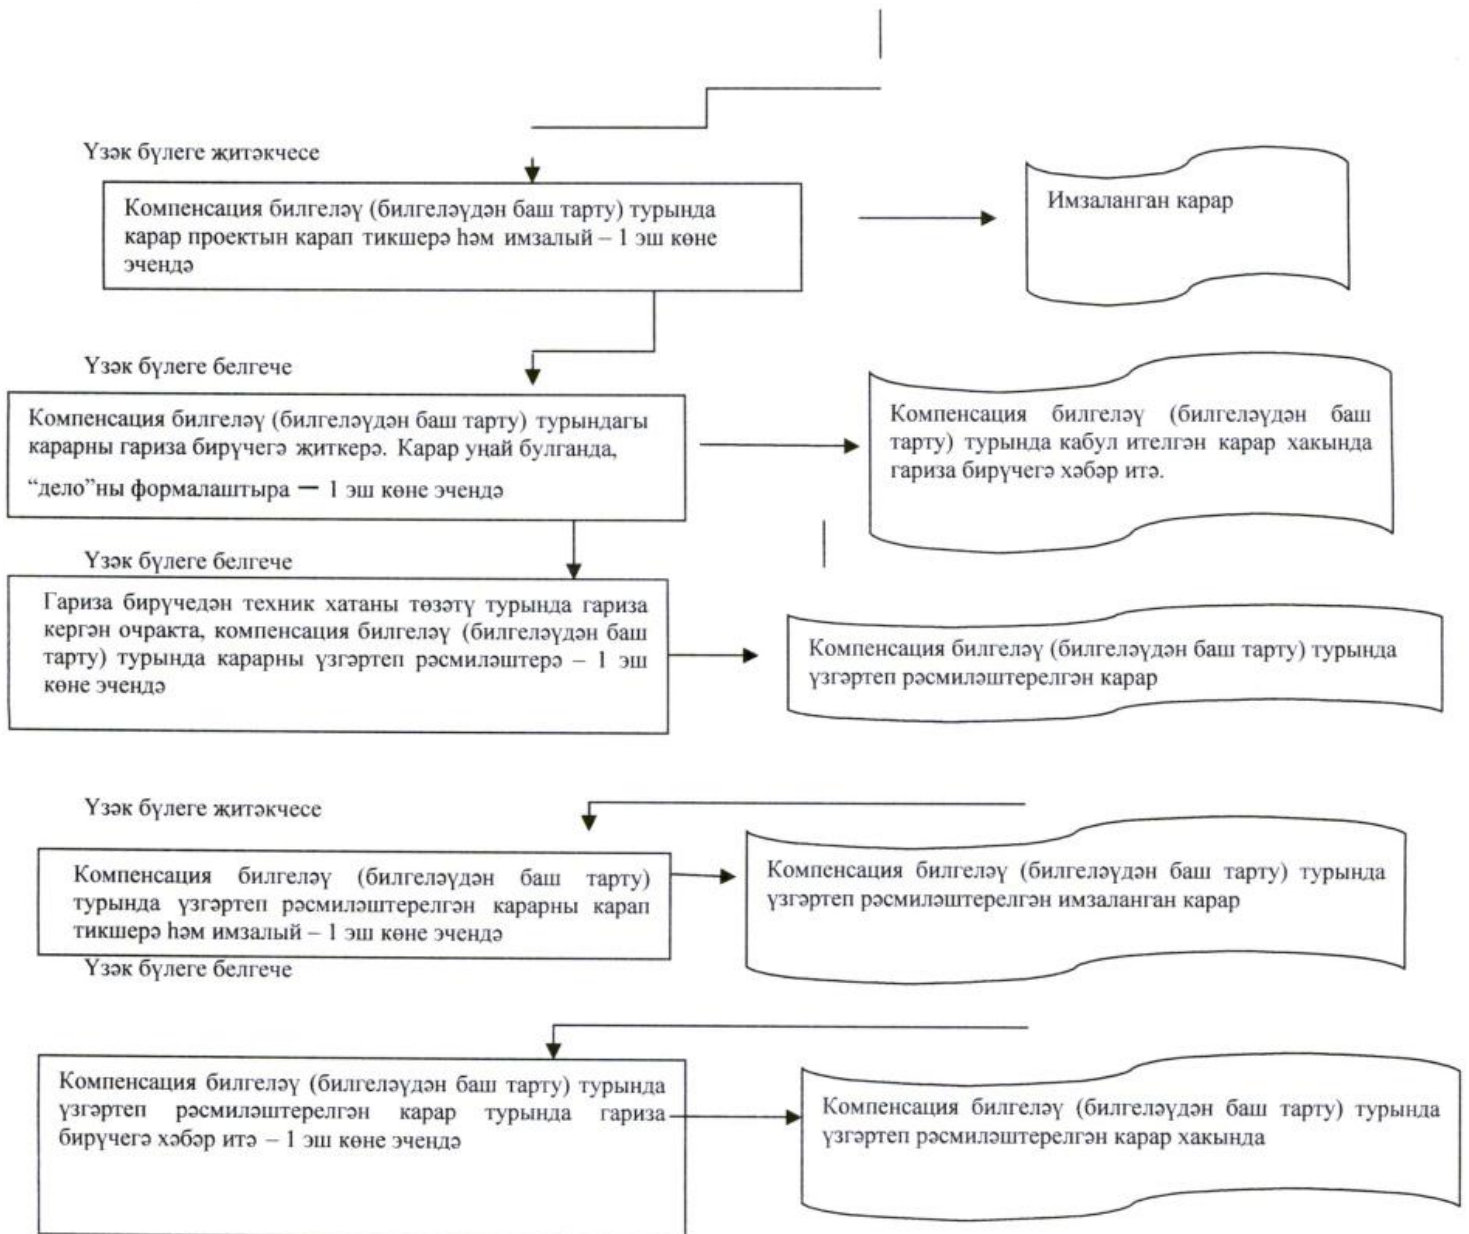 Үзәк бүлеге җитәкчесе
Компенсация билгеләү (билгеләүдән баш тарту) турында
карар проектын карап тикшерә һәм имзалый – 1 эш көне
эчендә
Имзаланган карар
Үзәк бүлеге белгече
Компенсация билгеләү (билгеләүдән баш тарту) турындагы
карарны гариза бирүчегә җиткерә. Карар уңай булганда,
“дело”ны формалаштыра — 1 эш көне эчендә
Компенсация билгеләү (билгеләүдән баш
тарту) турында кабул ителгән карар хакында
гариза бирүчегә хәбәр итә.
Үзәк бүлеге белгече
Гариза бирүчедән техник хатаны төзәтү турында гариза
кергән очракта, компенсация билгеләү (билгеләүдән баш
тарту) турында карарны үзгәртеп рәсмиләштерә – 1 эш
көне эчендә
Компенсация билгеләү (билгеләүдән баш тарту) турында
үзгәртеп рәсмиләштерелгән карар
Үзәк бүлеге җитәкчесе
Компенсация билгеләү (билгеләүдән баш тарту)
турында үзгәртеп рәсмиләштерелгән карарны карап
тикшерә һәм имзалый – 1 эш көне эчендә
Компенсация билгеләү (билгеләүдән баш тарту) турында
үзгәртеп рәсмиләштерелгән имзаланган карар
Үзәк бүлеге белгече
Компенсация билгеләү (билгеләүдән баш тарту) турында
үзгәртеп рәсмиләштерелгән карар турында гариза
бирүчегә хәбәр итә – 1 эш көне эчендә
Компенсация билгеләү (билгеләүдән баш тарту) турында
үзгәртеп рәсмиләштерелгән карар хакында